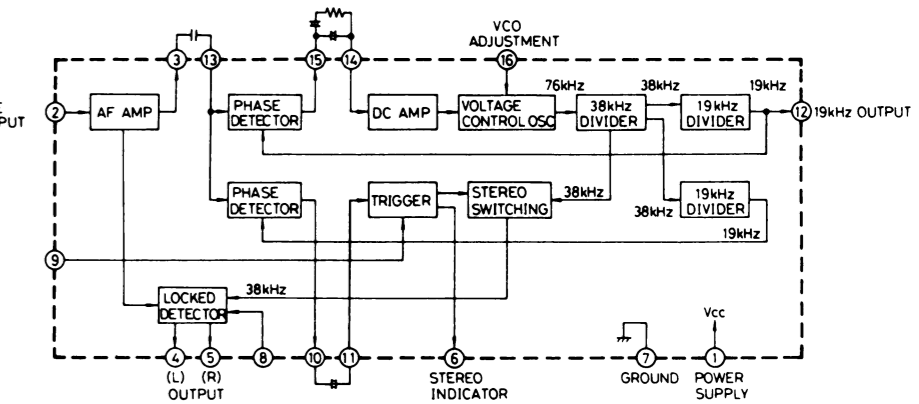 VCO
ADJUSTMENT
3
13
15
14
16
76kHz
38kHz
19kHz
2
AF AMP
PHASE
DETECTOR
DC AMP
VOLTAGE
CONTROL OSC
38kHz
DIVIDER
19kHz
DIVIDER
12
19kHz OUTPUT
PHASE
DETECTOR
TRIGGER
STEREO
SWITCHING
38kHz
38kHz
19kHz
DIVIDER
19kHz
9
LOCKED
DETECTOR
38kHz
Vcc
4
5
8
10
11
6
7
1
(L)
(R)
OUTPUT
STEREO
INDICATOR
GROUND
POWER
SUPPLY